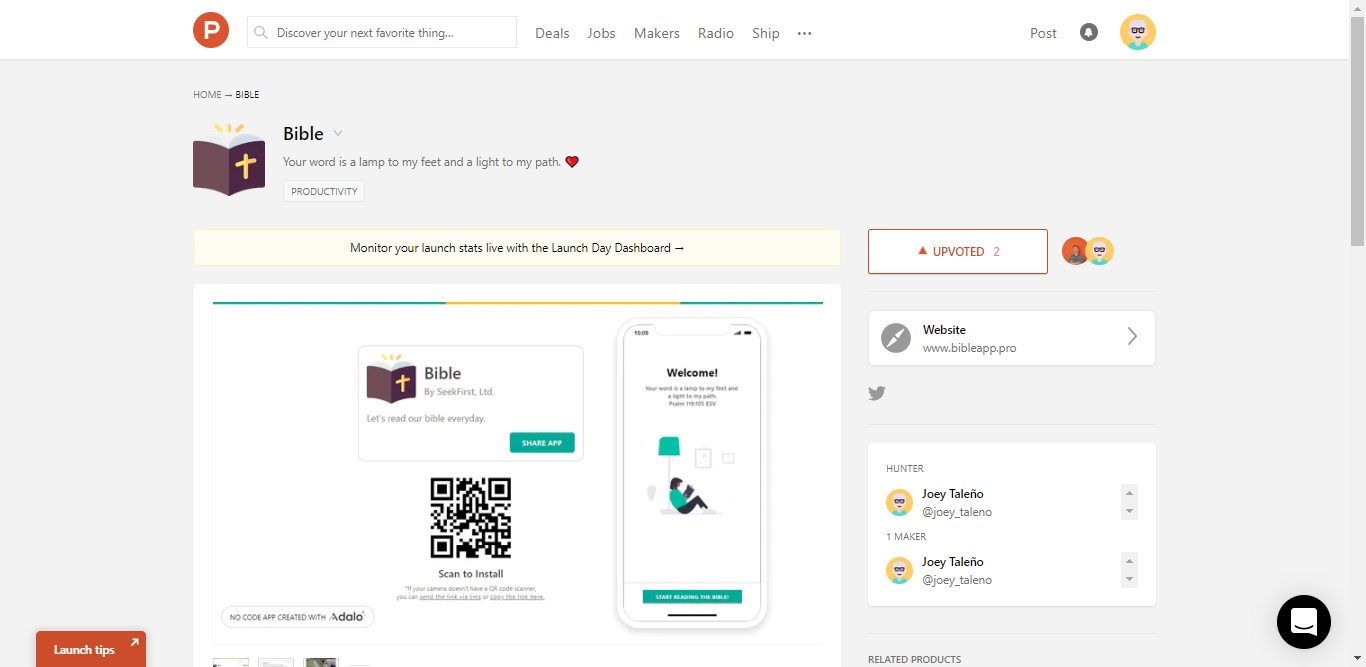 P
Discover your next favorite thing...
Deals Jobs Makers Radio Ship
Post
HOME → BIBLE
Bible
Your word is a lamp to my feet and a light to my path.
PRODUCTIVITY
Monitor your launch stats live with the Launch Day Dashboard →
UPVOTED 2
Bible
By SeekFirst, Ltd.
Let's read our bible everyday.
SHARE APP
Scan to Install
*If your camera doesn't have a QR code scanner,
you can send the link via sms or copy the link here.
NO CODE APP CREATED WITH Adalo
10:09
Welcome!
Your word is a lamp to my feet and
a light to my path.
Psalm 119:105 ESV
START READING THE BIBLE!
Website
www.bibleapp.pro
HUNTER
Joey Taleño
@joey_taleno
1 MAKER
Joey Taleño
@joey_taleno
RELATED PRODUCTS
Launch tips